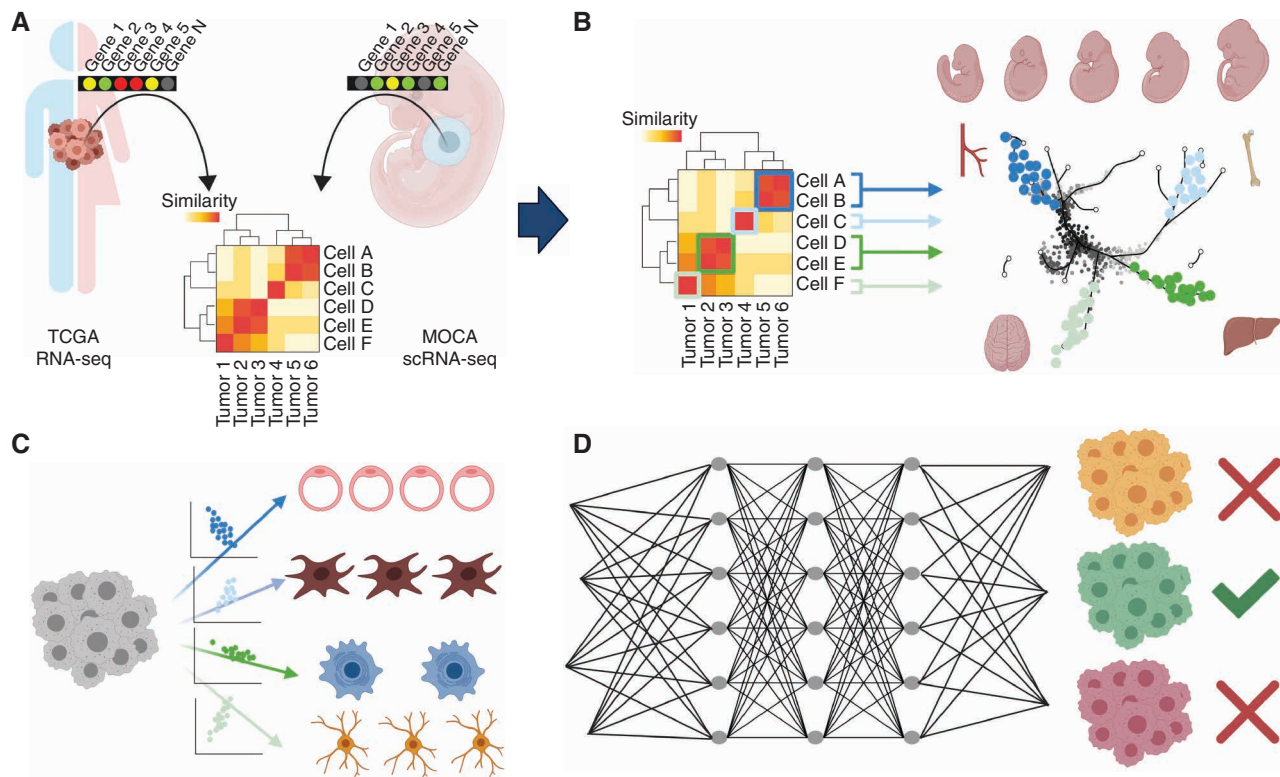 A
Gene 1
Gene 2
Gene 3
Gene 4
Gene 5
Gene N
Gene 1
Gene 2
Gene 3
Gene 4
Gene 5
Gene N
Similarity
Cell A
Cell B
Cell C
Cell D
Cell E
Cell F
TCGA
RNA-seq
MOCA
scRNA-seq
Tumor 1
Tumor 2
Tumor 3
Tumor 4
Tumor 5
Tumor 6
B
Similarity
Cell A
Cell B
Cell C
Cell D
Cell E
Cell F
Tumor 1
Tumor 2
Tumor 3
Tumor 4
Tumor 5
Tumor 6
C
D